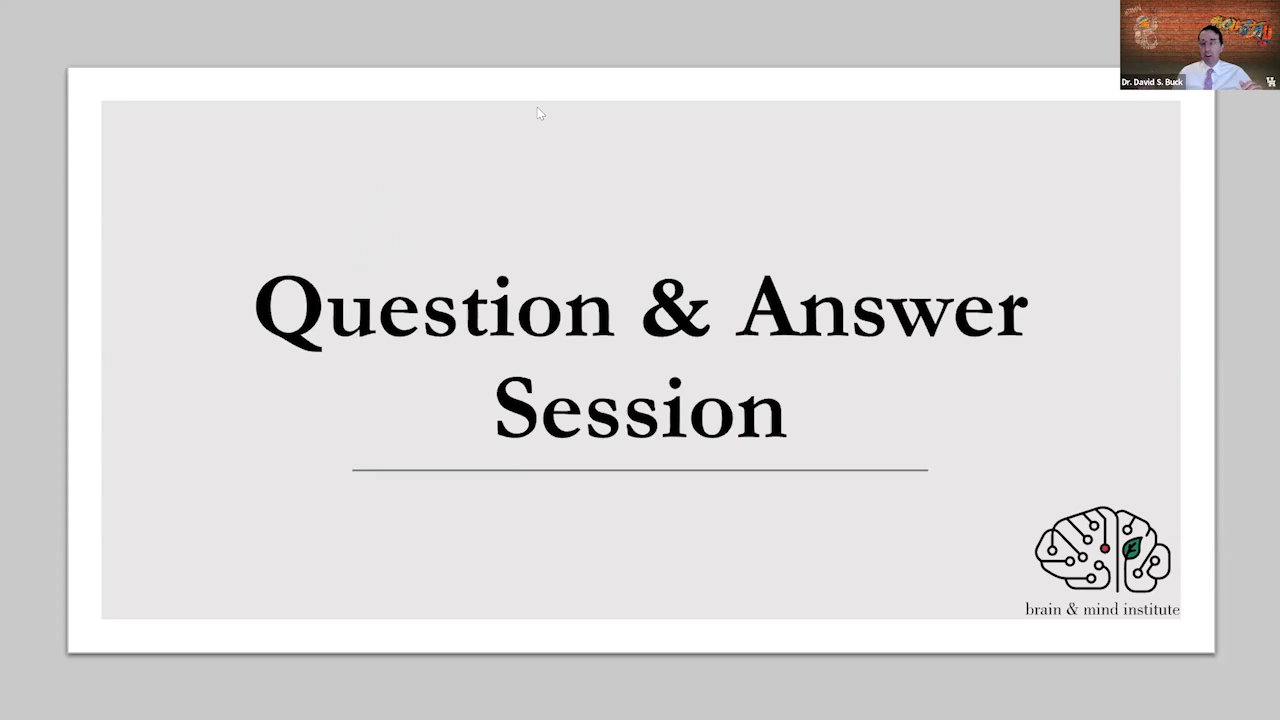 Dr. David S. Buck
Question & Answer
Session
brain & mind institute